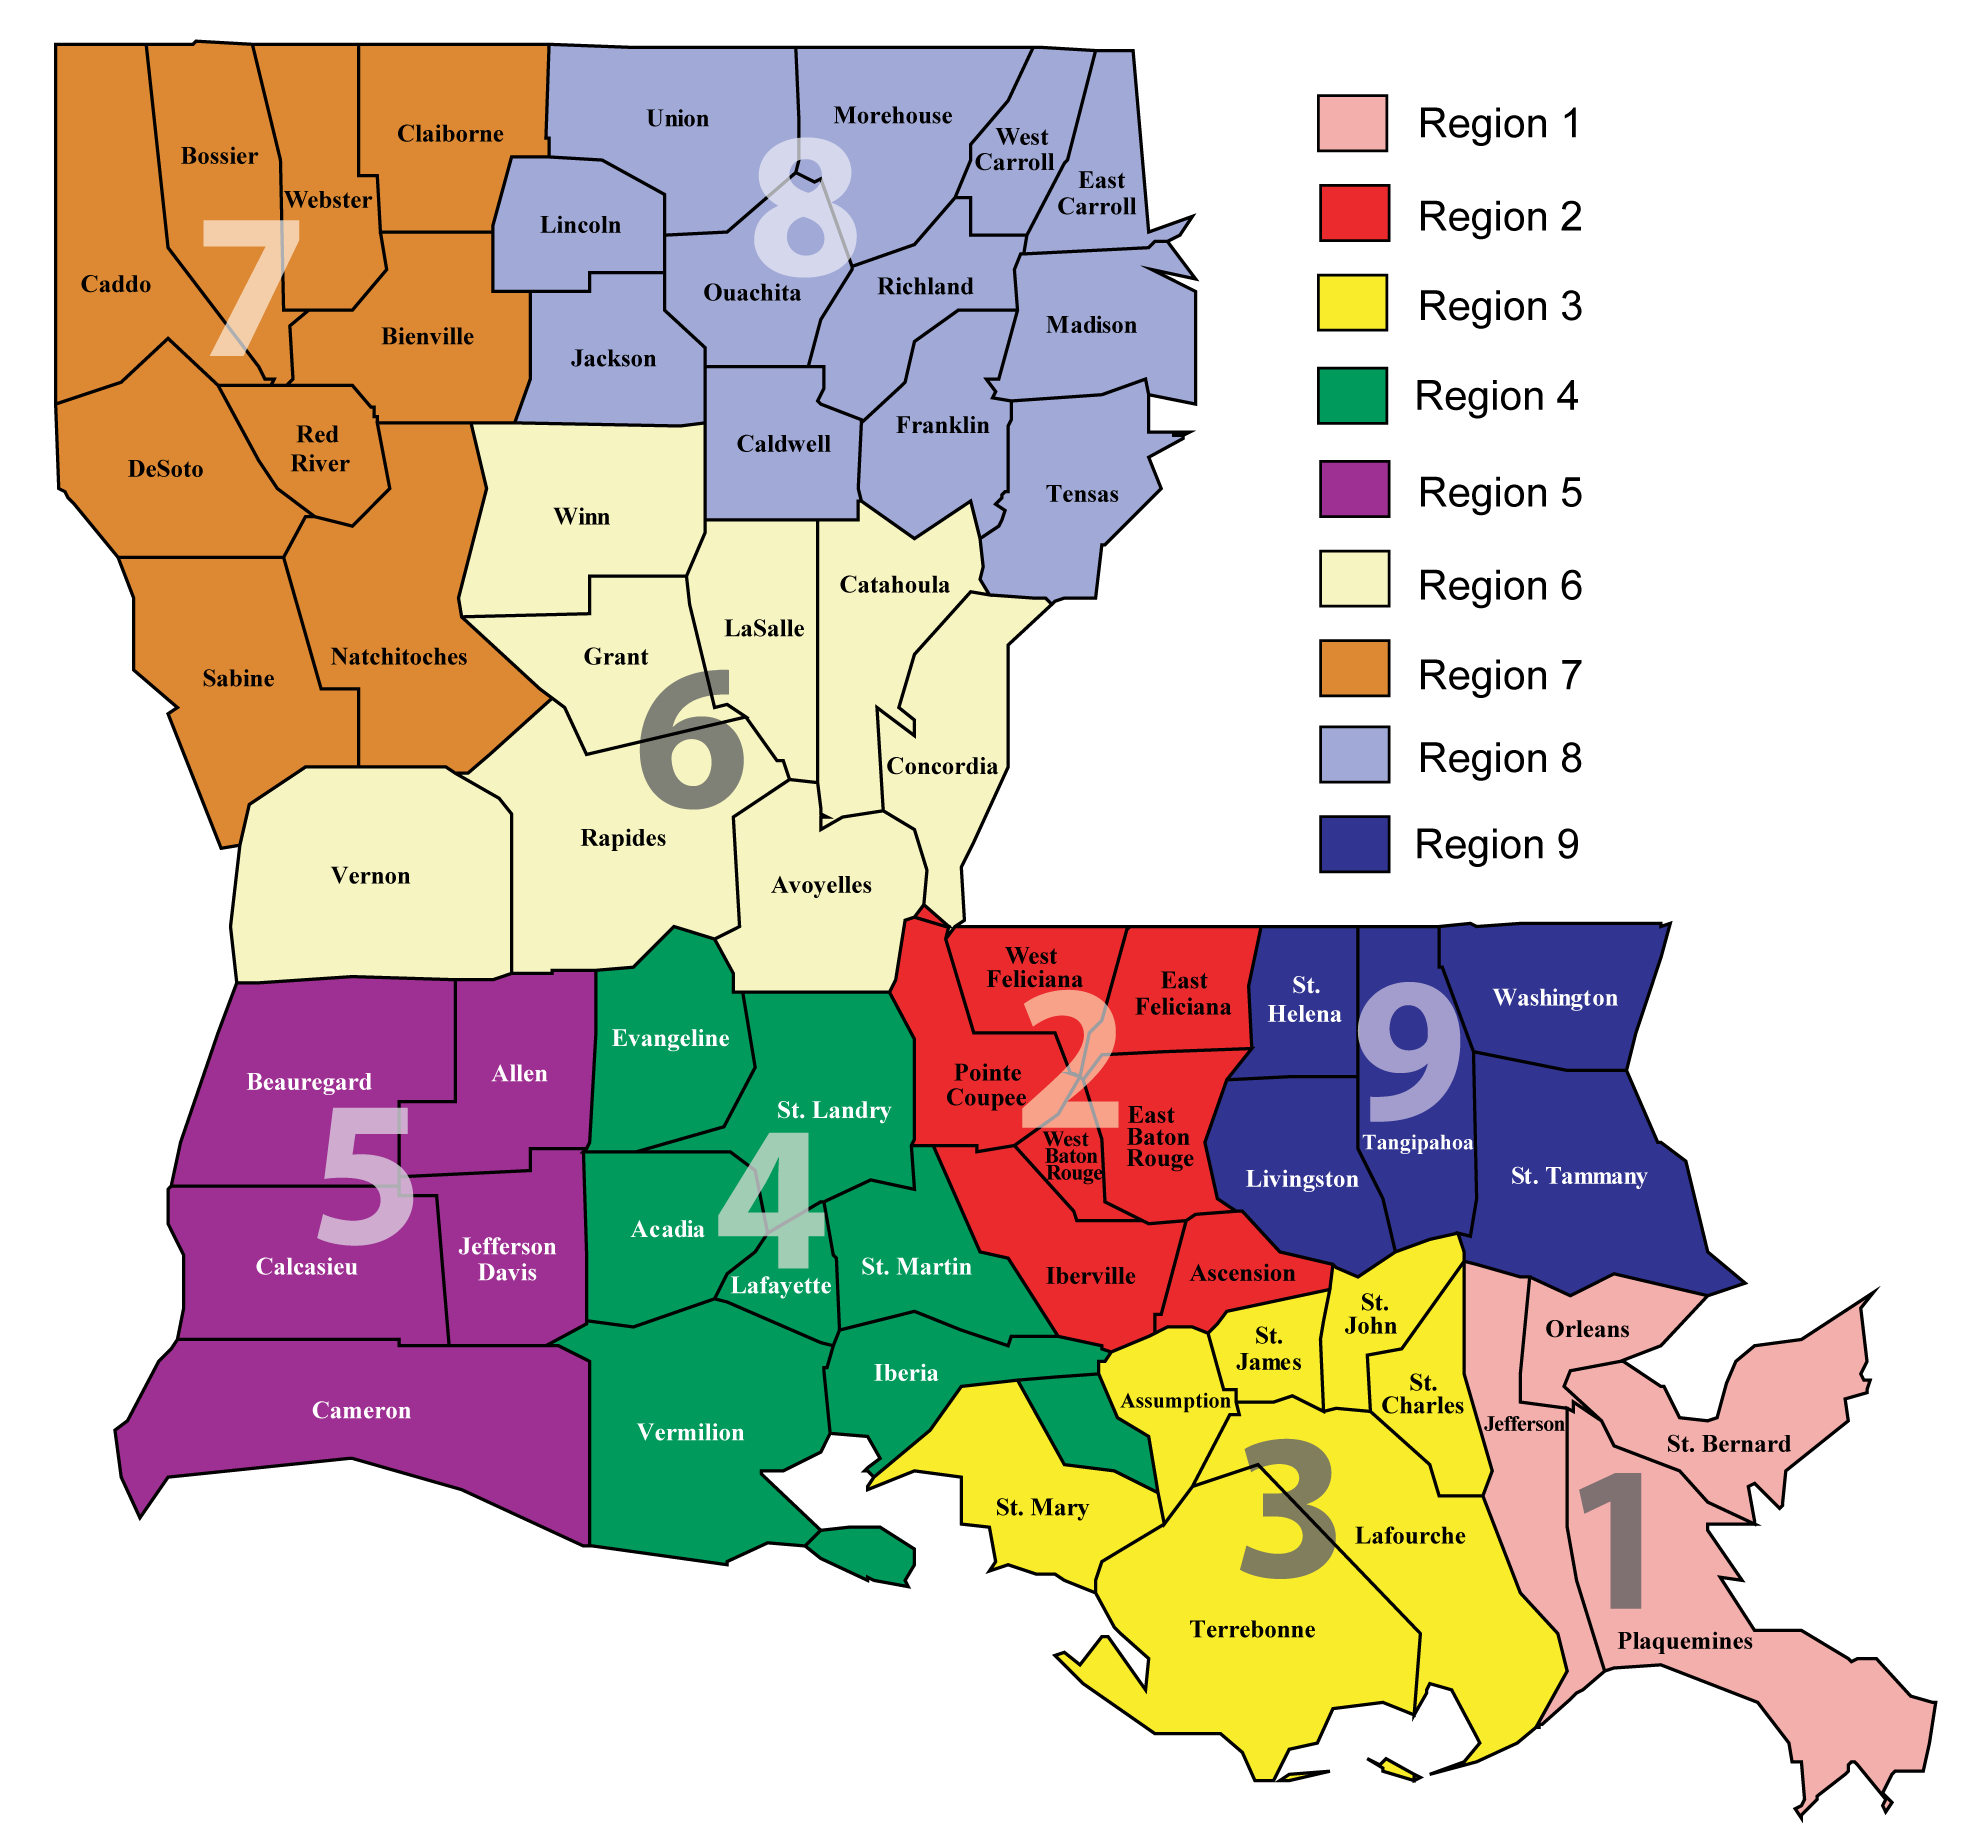 Union
Morehouse
Claiborne
West
Carroll
Bossier
East
Carroll
Webster
Lincoln
7
8
Caddo
Ouachita
Richland
Madison
Bienville
Jackson
Franklin
Red
River
Caldwell
DeSoto
Tensas
Winn
Catahoula
LaSalle
Grant
Natchitoches
Sabine
6
Concordia
Rapides
Vernon
Avoyelles
Region 1
Region 2
Region 3
Region 4
Region 5
Region 6
Region 7
Region 8
Region 9
West
Feliciana
East
Feliciana
St.
Helena
9
Washington
Evangeline
2
Allen
Beauregard
Pointe
Coupee
St. Landry
East
Baton
Rouge
West
Baton
Rouge
Tangipahoa
5
4
Livingston
St. Tammany
Acadia
Jefferson
Davis
Calcasieu
St. Martin
Lafayette
Iberville
Ascension
St.
John
Orleans
St.
James
Iberia
St.
Charles
Assumption
Cameron
Jefferson
Vermilion
St. Bernard
3
1
St. Mary
Lafourche
Terrebonne
Plaquemines